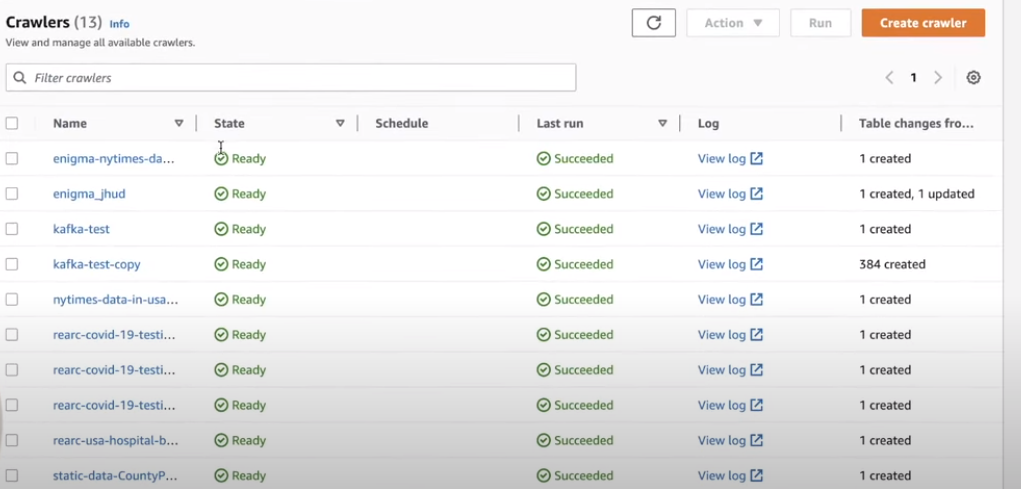 Crawlers (13) Info
View and manage all available crawlers.
Action
Run
Create crawler
Filter crawlers
1
Name State Schedule Last run Log Table changes fro...
enigma-nytimes-da... Ready Succeeded View log 1 created
enigma_jhud Ready Succeeded View log 1 created, 1 updated
kafka-test Ready Succeeded View log 1 created
kafka-test-copy Ready Succeeded View log 384 created
nytimes-data-in-usa... Ready Succeeded View log 1 created
rearc-covid-19-testi... Ready Succeeded View log 1 created
rearc-covid-19-testi... Ready Succeeded View log 1 created
rearc-covid-19-testi... Ready Succeeded View log 1 created
rearc-usa-hospital-b... Ready Succeeded View log 1 created
static-data-CountyP... Ready Succeeded View log 1 created